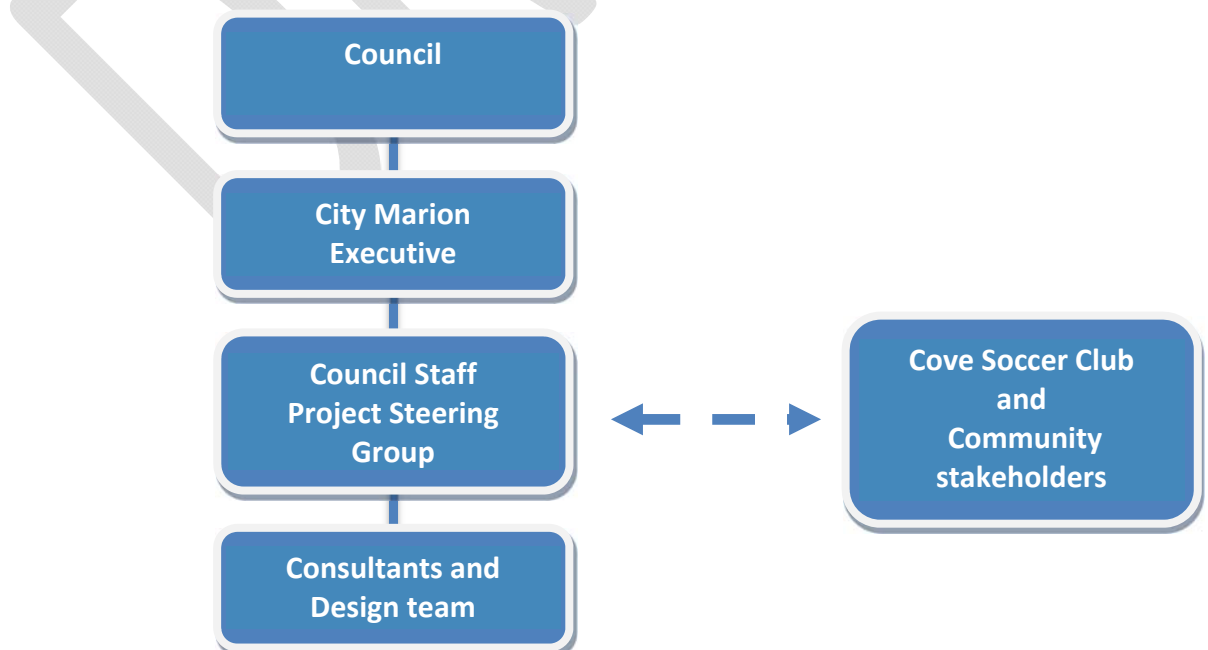 Council
City Marion
Executive
Council Staff
Project Steering
Group
Cove Soccer Club
and
Community
stakeholders
Consultants and
Design team